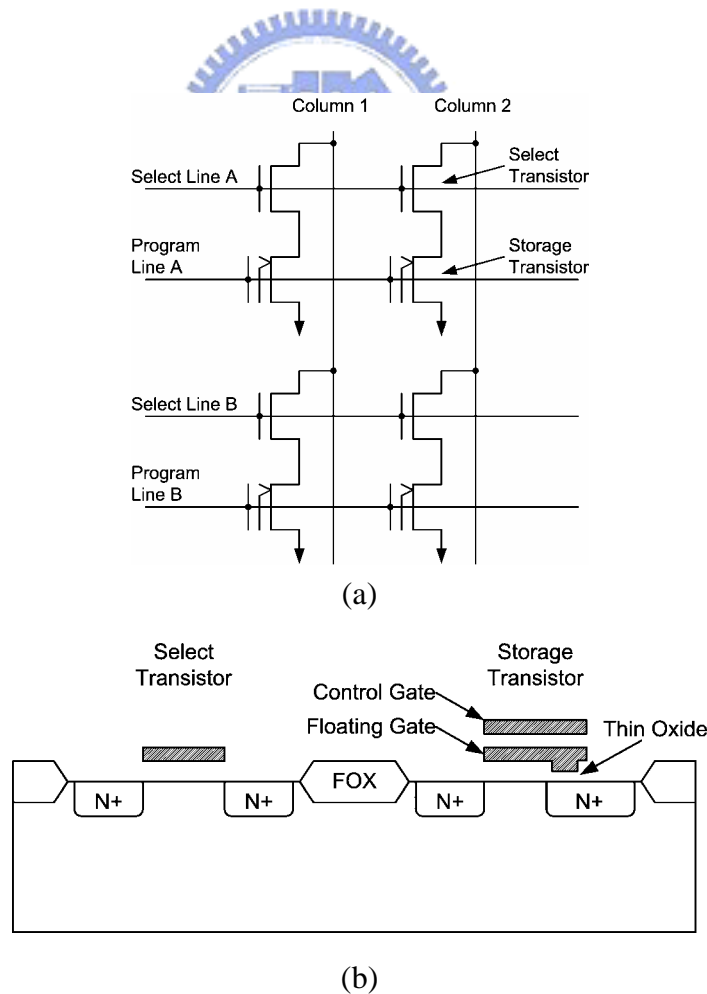 Column 1 Column 2
Select Line A
Select
Transistor
Program
Line A
Storage
Transistor
Select Line B
Program
Line B
(a)
Select
Transistor
Storage
Transistor
Control Gate
Floating Gate
Thin Oxide
FOX
N+ N+ N+ N+
(b)